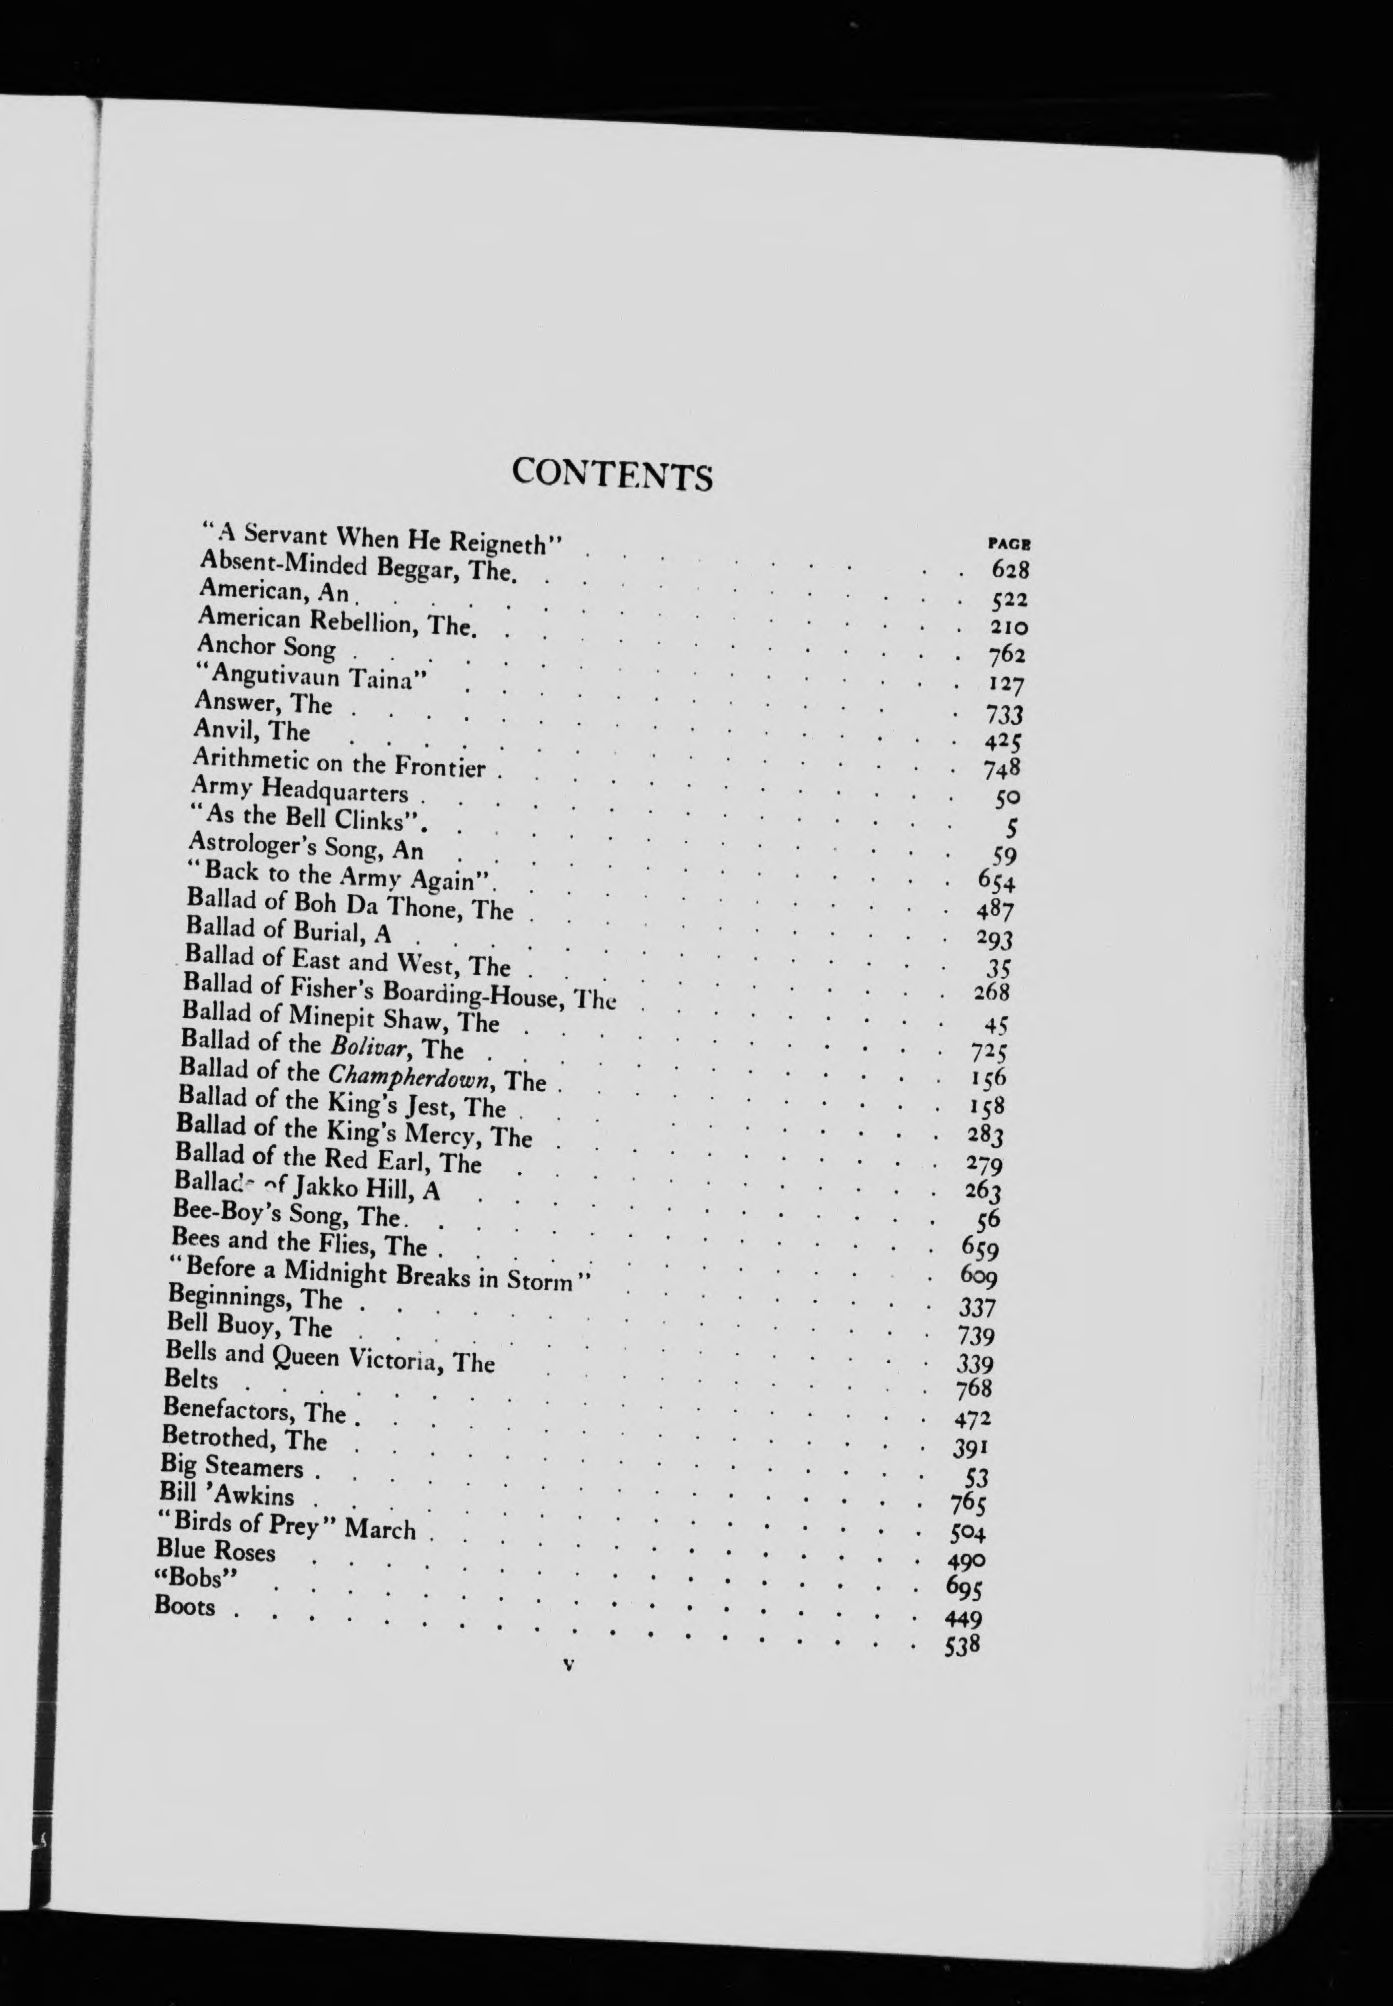 CONTENTS
PAGE
"A Servant When He Reigneth" . . . . . . . . . . 628
Absent-Minded Beggar, The. . . . . . . . . . . . 522
American, An . . . . . . . . . . . . . . . . 210
American Rebellion, The. . . . . . . . . . . . . 762
Anchor Song . . . . . . . . . . . . . . . . 127
"Angutivaun Taina" . . . . . . . . . . . . . 733
Answer, The . . . . . . . . . . . . . . . . 425
Anvil, The . . . . . . . . . . . . . . . . 748
Arithmetic on the Frontier . . . . . . . . . . . . 50
Army Headquarters . . . . . . . . . . . . . . 5
"As the Bell Clinks". . . . . . . . . . . . . . 59
Astrologer's Song, An . . . . . . . . . . . . . 654
"Back to the Army Again". . . . . . . . . . . . 487
Ballad of Boh Da Thone, The . . . . . . . . . . . 293
Ballad of Burial, A . . . . . . . . . . . . . . 35
Ballad of East and West, The . . . . . . . . . . . 268
Ballad of Fisher's Boarding-House, The . . . . . . . . 45
Ballad of Minepit Shaw, The . . . . . . . . . . . 725
Ballad of the Bolivar, The . . . . . . . . . . . . 156
Ballad of the Champherdown, The . . . . . . . . . . 158
Ballad of the King's Jest, The . . . . . . . . . . . 283
Ballad of the King's Mercy, The . . . . . . . . . . 279
Ballad of the Red Earl, The . . . . . . . . . . . 263
Ballade of Jakko Hill, A . . . . . . . . . . . . 56
Bee-Boy's Song, The. . . . . . . . . . . . . . 659
Bees and the Flies, The . . . . . . . . . . . . . 609
"Before a Midnight Breaks in Storm" . . . . . . . . 337
Beginnings, The . . . . . . . . . . . . . . . 739
Bell Buoy, The . . . . . . . . . . . . . . . 339
Bells and Queen Victoria, The . . . . . . . . . . 768
Belts . . . . . . . . . . . . . . . . . . 472
Benefactors, The . . . . . . . . . . . . . . . 391
Betrothed, The . . . . . . . . . . . . . . . 53
Big Steamers . . . . . . . . . . . . . . . . 765
Bill 'Awkins . . . . . . . . . . . . . . . . 504
"Birds of Prey" March . . . . . . . . . . . . . 490
Blue Roses . . . . . . . . . . . . . . . . 695
"Bobs" . . . . . . . . . . . . . . . . . 449
Boots . . . . . . . . . . . . . . . . . . 538
v